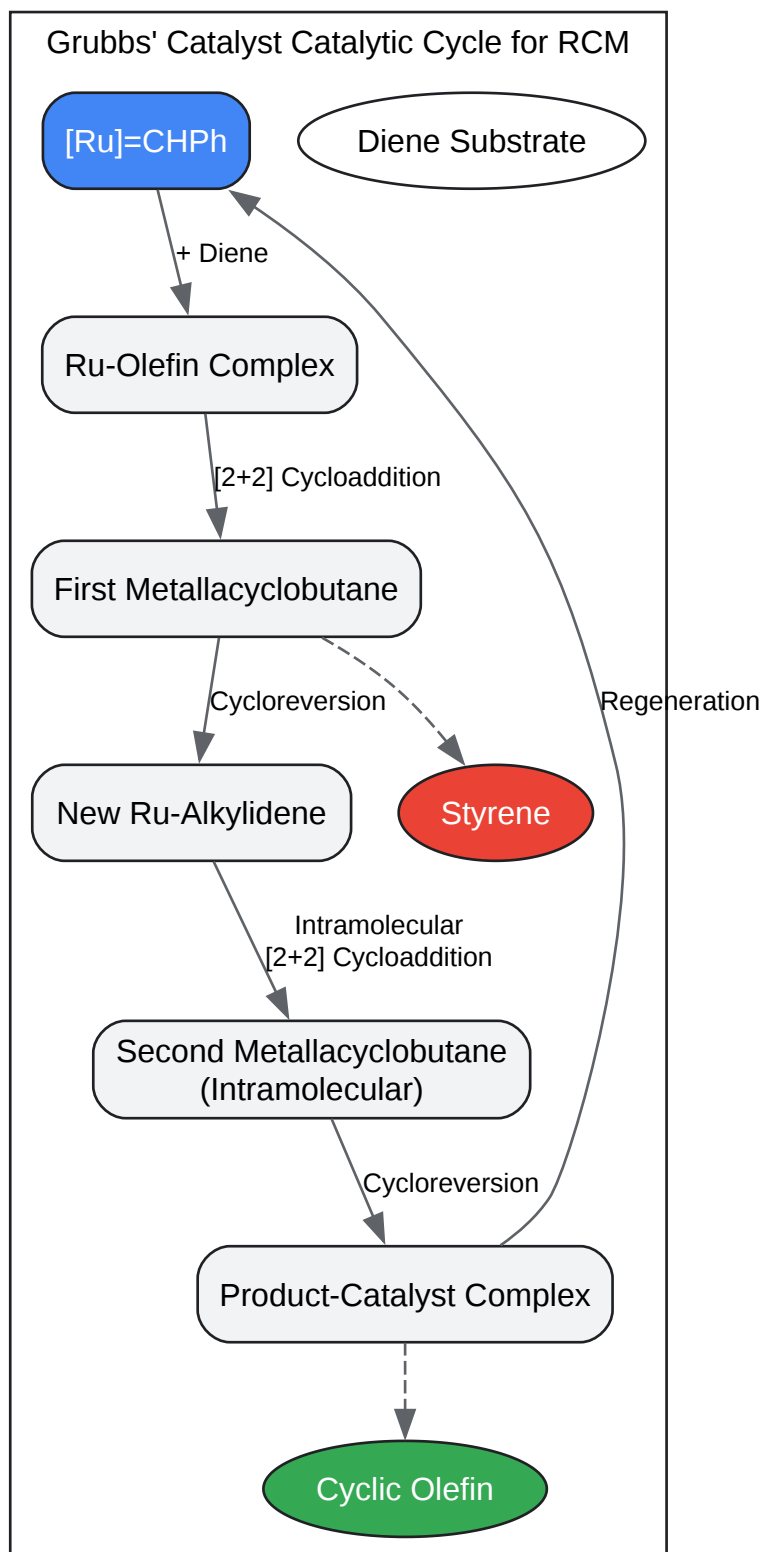 Grubbs' Catalyst Catalytic Cycle for RCM
[Ru]=CHPh
Diene Substrate
+ Diene
Ru-Olefin Complex
[2+2] Cycloaddition
First Metallacyclobutane
Cycloreversion
Regeneration
New Ru-Alkylidene
Styrene
Intramolecular
[2+2] Cycloaddition
Second Metallacyclobutane
(Intramolecular)
Cycloreversion
Product-Catalyst Complex
Cyclic Olefin